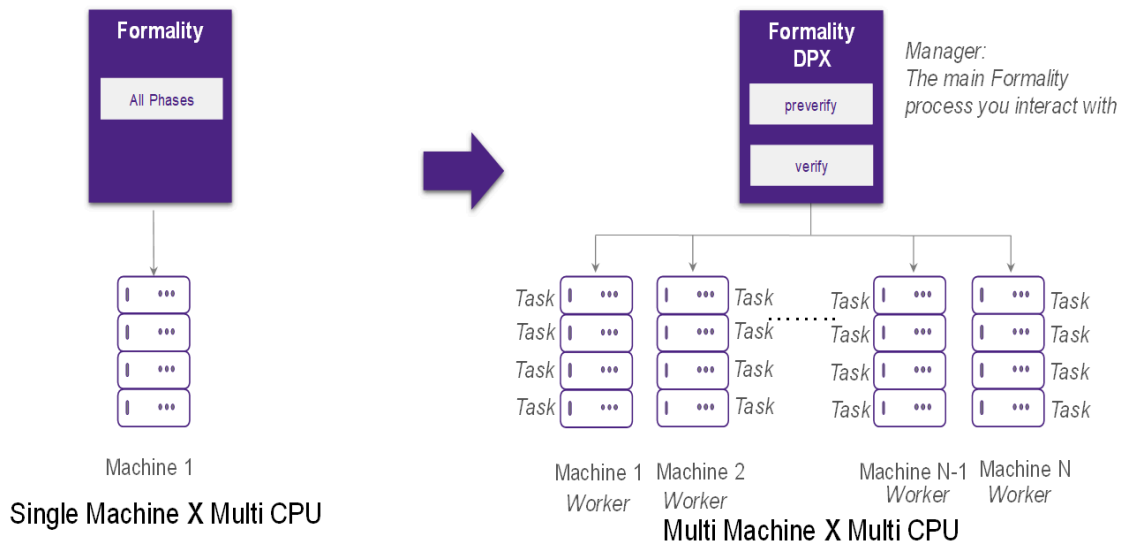 Formality
All Phases
Machine 1
Single Machine X Multi CPU
Formality
DPX
preverify
verify
Manager:
The main Formality
process you interact with
Task Task Task Task
Task Task Task Task
Task Task Task Task
Task Task Task Task
Machine 1 Machine 2 Machine N-1 Machine N
Worker Worker Worker Worker
Multi Machine X Multi CPU